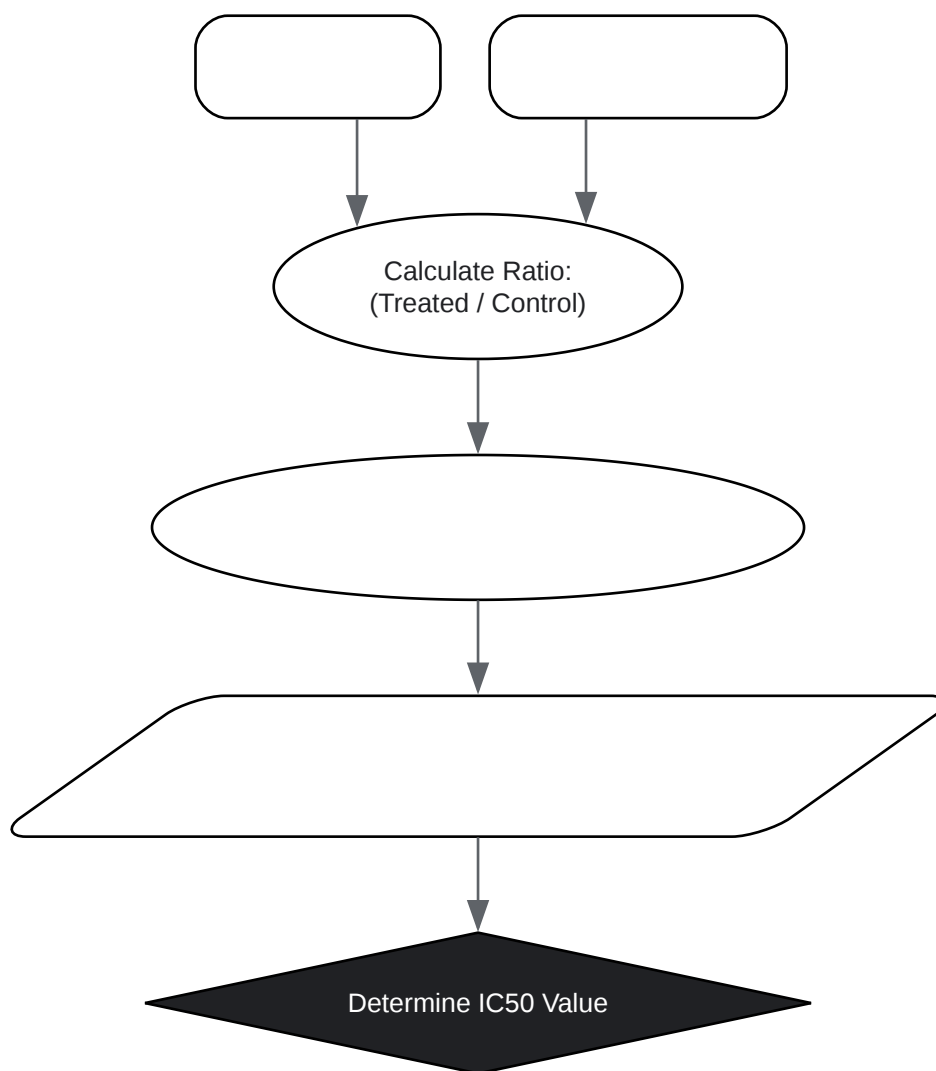 Calculate Ratio:
(Treated / Control)
Determine IC50 Value